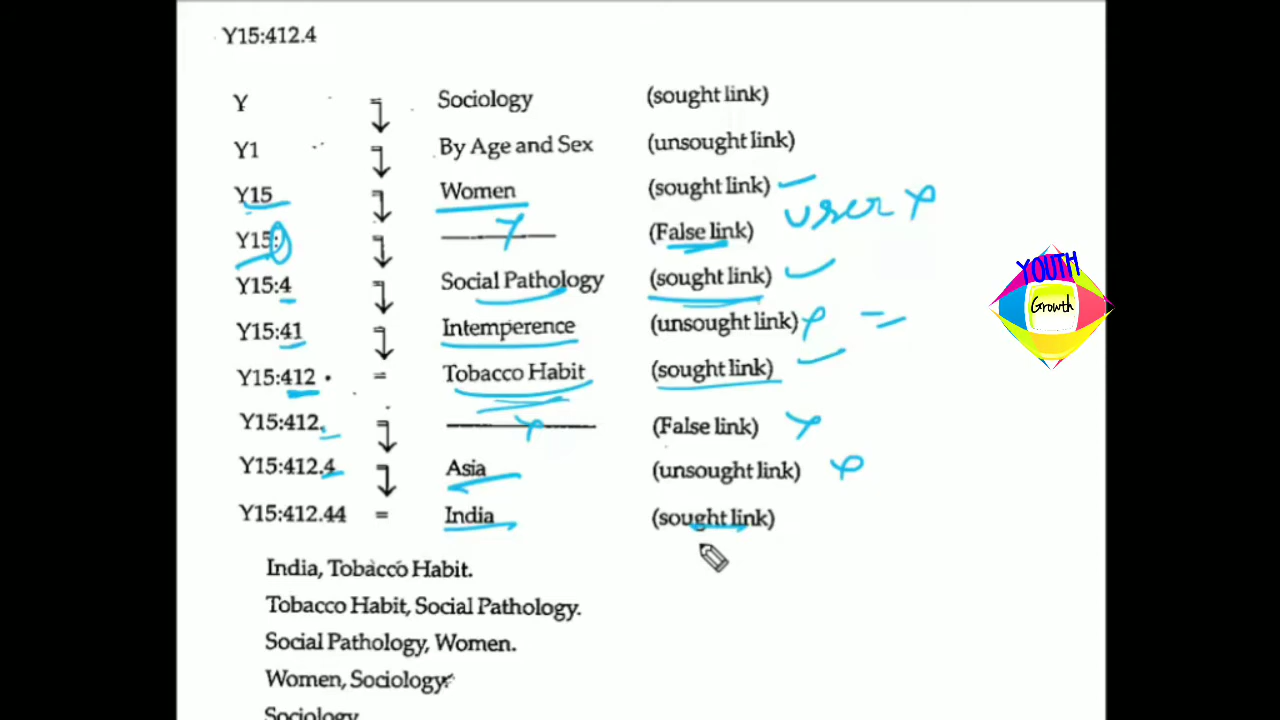 Y15:412.4
Y = Sociology (sought link)
Y1 = By Age and Sex (unsought link)
Y15 = Women (sought link)
user
Y15: = (False link)
Y15:4 = Social Pathology (sought link)
Y15:41 = Intemperence (unsought link)
Y15:412 = Tobacco Habit (sought link)
Y15:412. = (False link)
Y15:412.4 = Asia (unsought link)
Y15:412.44 = India (sought link)
India, Tobacco Habit.
Tobacco Habit, Social Pathology.
Social Pathology, Women.
Women, Sociology.
Sociology
YOUTH
Growth